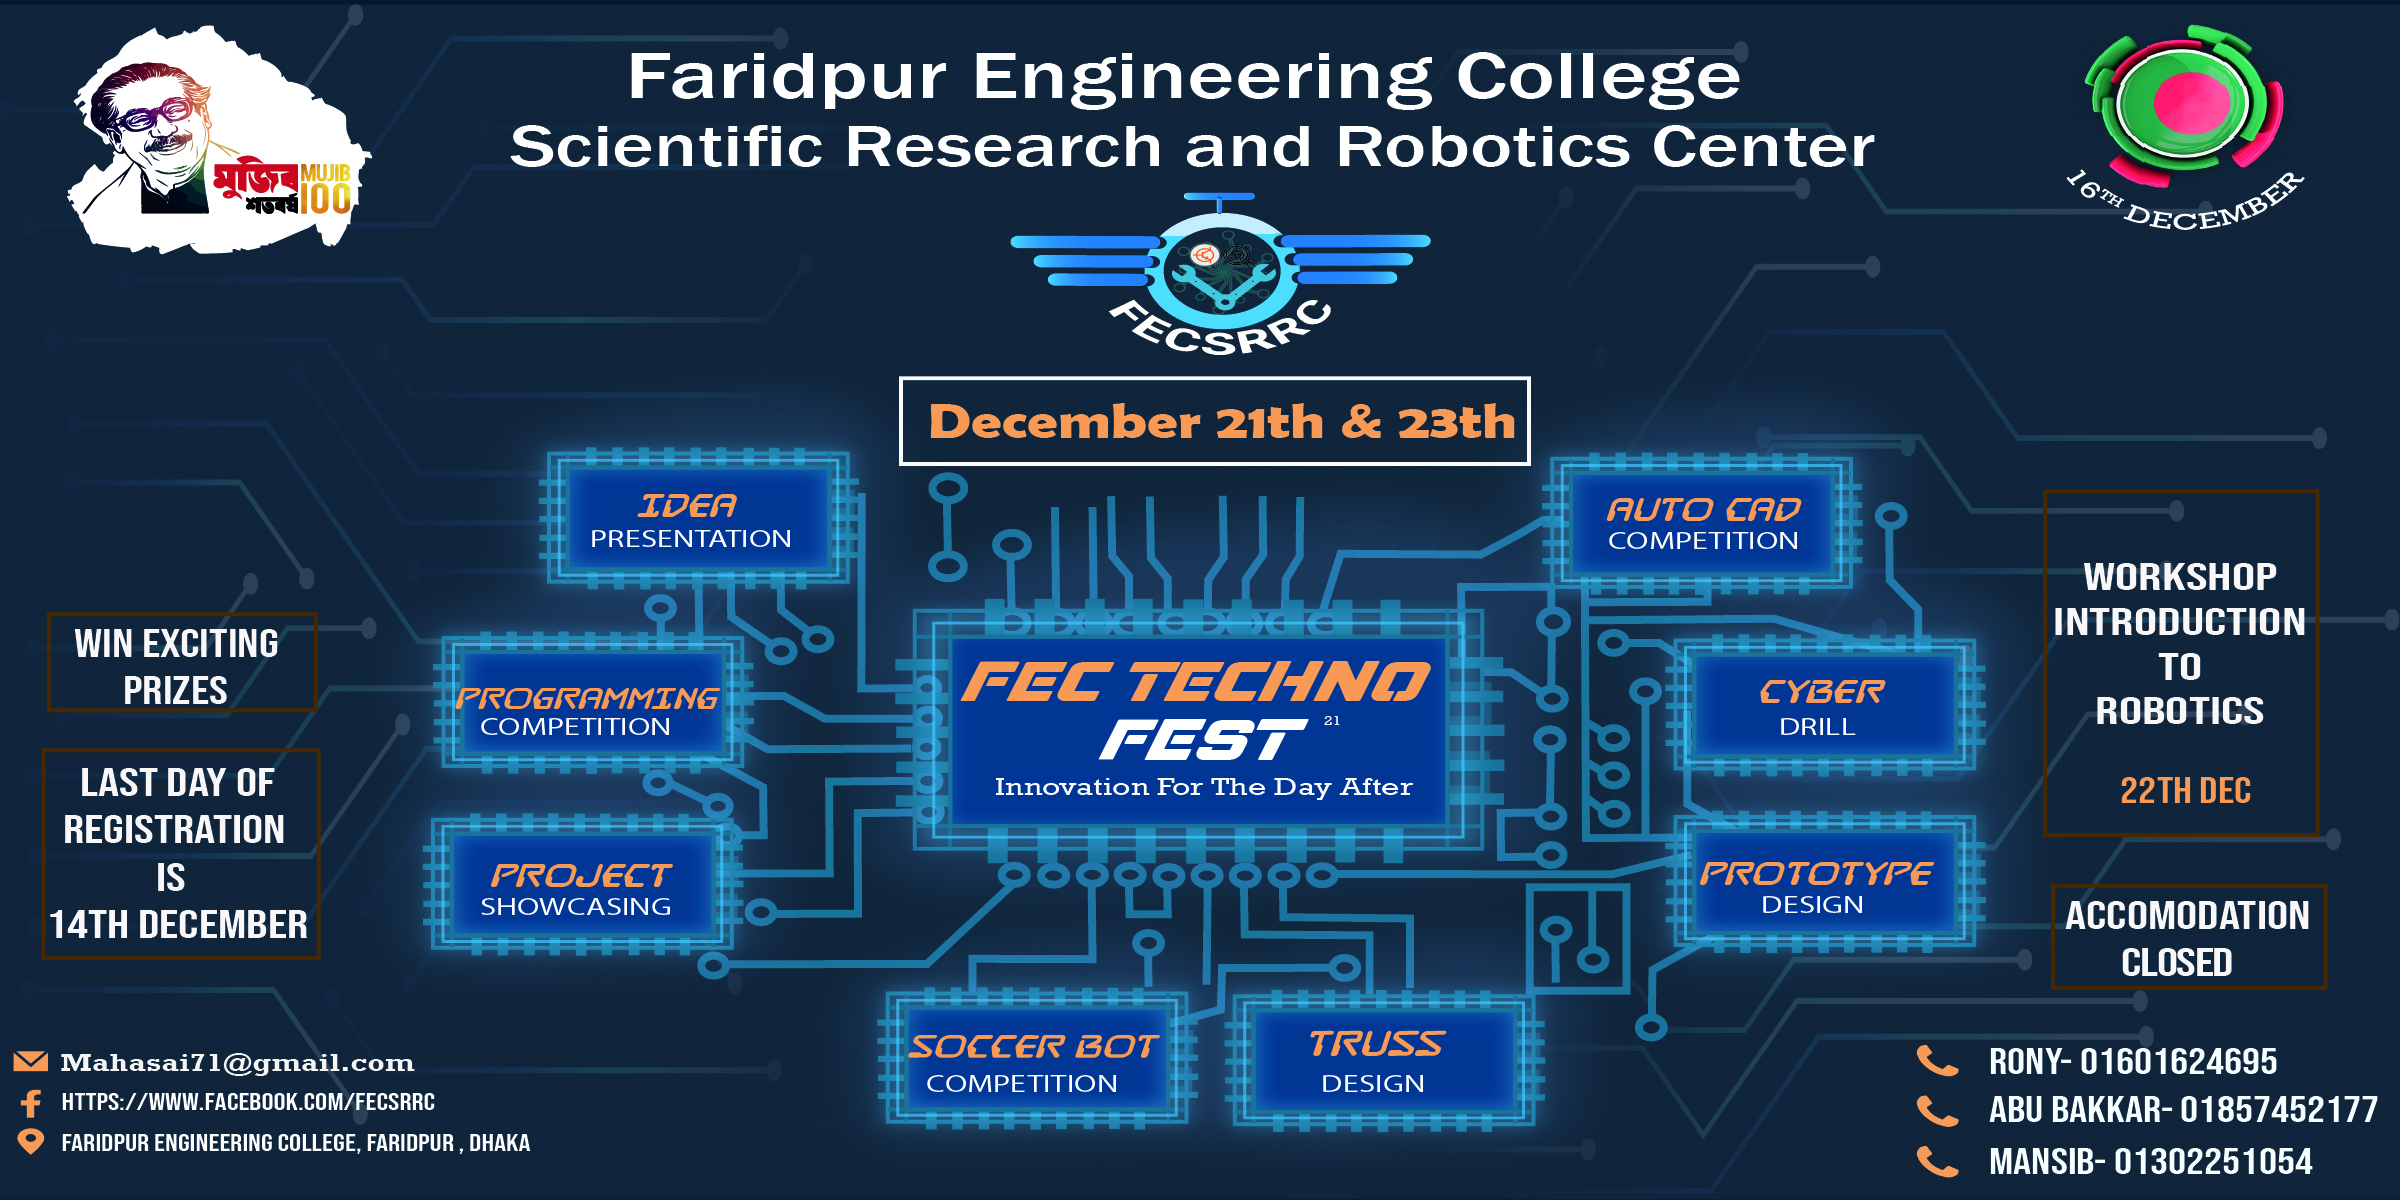 Faridpur Engineering College
Scientific Research and Robotics Center
মুজিব
শতবর্ষ
MUJIB
100
16TH DECEMBER
FECSRRC
December 21th & 23th
IDEA
PRESENTATION
AUTO CAD
COMPETITION
WIN EXCITING
PRIZES
PROGRAMMING
COMPETITION
FEC TECHNO
FEST 21
Innovation For The Day After
CYBER
DRILL
WORKSHOP
INTRODUCTION
TO
ROBOTICS
22TH DEC
LAST DAY OF
REGISTRATION
IS
14TH DECEMBER
PROJECT
SHOWCASING
PROTOTYPE
DESIGN
ACCOMODATION
CLOSED
SOCCER BOT
COMPETITION
TRUSS
DESIGN
Mahasai71@gmail.com
HTTPS://WWW.FACEBOOK.COM/FECSRRC
FARIDPUR ENGINEERING COLLEGE, FARIDPUR , DHAKA
RONY- 01601624695
ABU BAKKAR- 01857452177
MANSIB- 01302251054